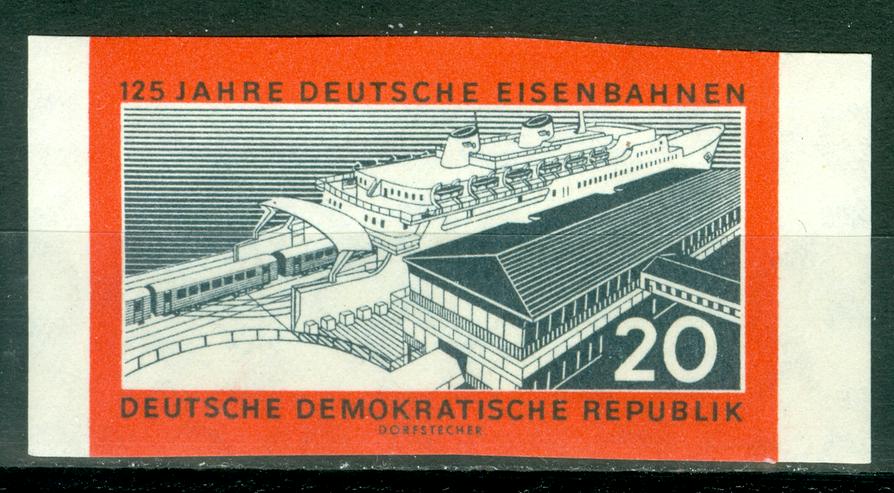 125 JAHRE DEUTSCHE EISENBAHNEN
20
DEUTSCHE DEMOKRATISCHE REPUBLIK
DORFSTECHER